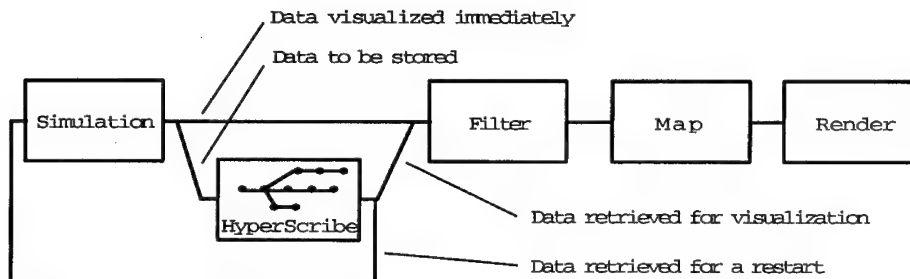 Data visualized immediately
Data to be stored
Simulation
Filter
Map
Render
HyperScribe
Data retrieved for visualization
Data retrieved for a restart